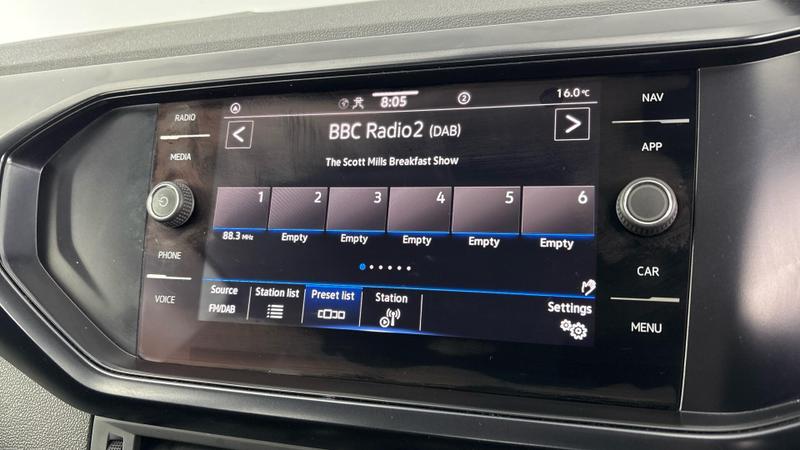 RADIO
MEDIA
PHONE
VOICE
A
8:05
2
16.0°C
NAV
APP
CAR
MENU
<
BBC Radio2 (DAB)
>
The Scott Mills Breakfast Show
1 2 3 4 5 6
88.3 MHz Empty Empty Empty Empty Empty
Source Station list Preset list Station Settings
FM/DAB